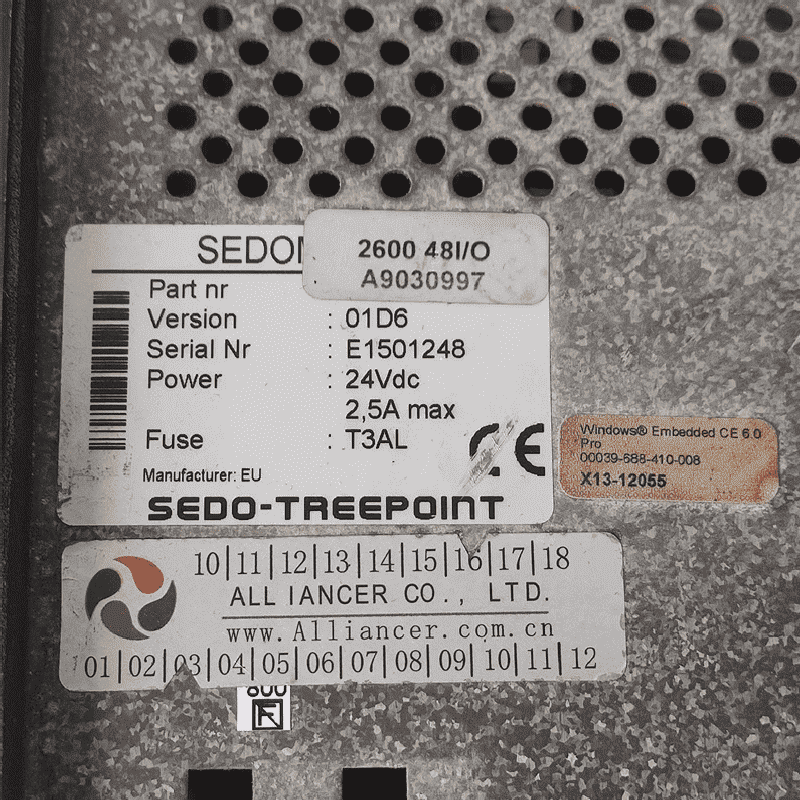 SEDOM
2600 48I/O
A9030997
Part nr
Version : 01D6
Serial Nr : E1501248
Power : 24Vdc
2,5A max
Fuse : T3AL
CE
Manufacturer: EU
SEDO-TREEPOINT
Windows® Embedded CE 6.0
Pro
00039-688-410-008
X13-12055
10|11|12|13|14|15|16|17|18
ALLIANCER CO., LTD.
www.Alliancer.com.cn
01|02|03|04|05|06|07|08|09|10|11|12